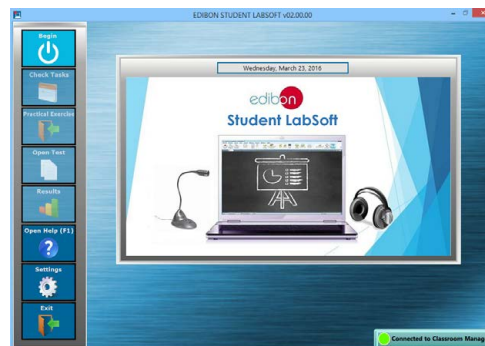 EDIBON STUDENT LABSOFT v02.00.00
Begin
Check Tasks
Practical Exercises
Open Test
Results
Open Help (F1)
?
Settings
Exit
Wednesday, March 23, 2016
edibon
Student LabSoft
Connected to Classroom Manag